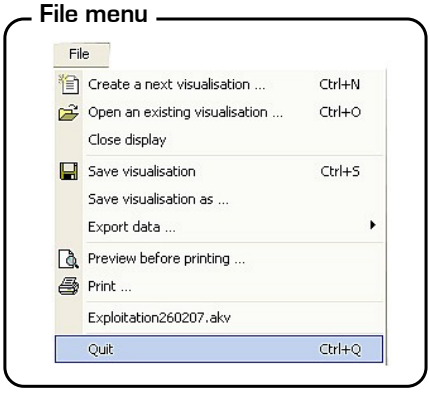 File menu
File
Create a next visualisation ... Ctrl+N
Open an existing visualisation ... Ctrl+O
Close display
Save visualisation Ctrl+S
Save visualisation as ...
Export data ...
Preview before printing ...
Print ...
Exploitation260207.akv
Quit Ctrl+Q